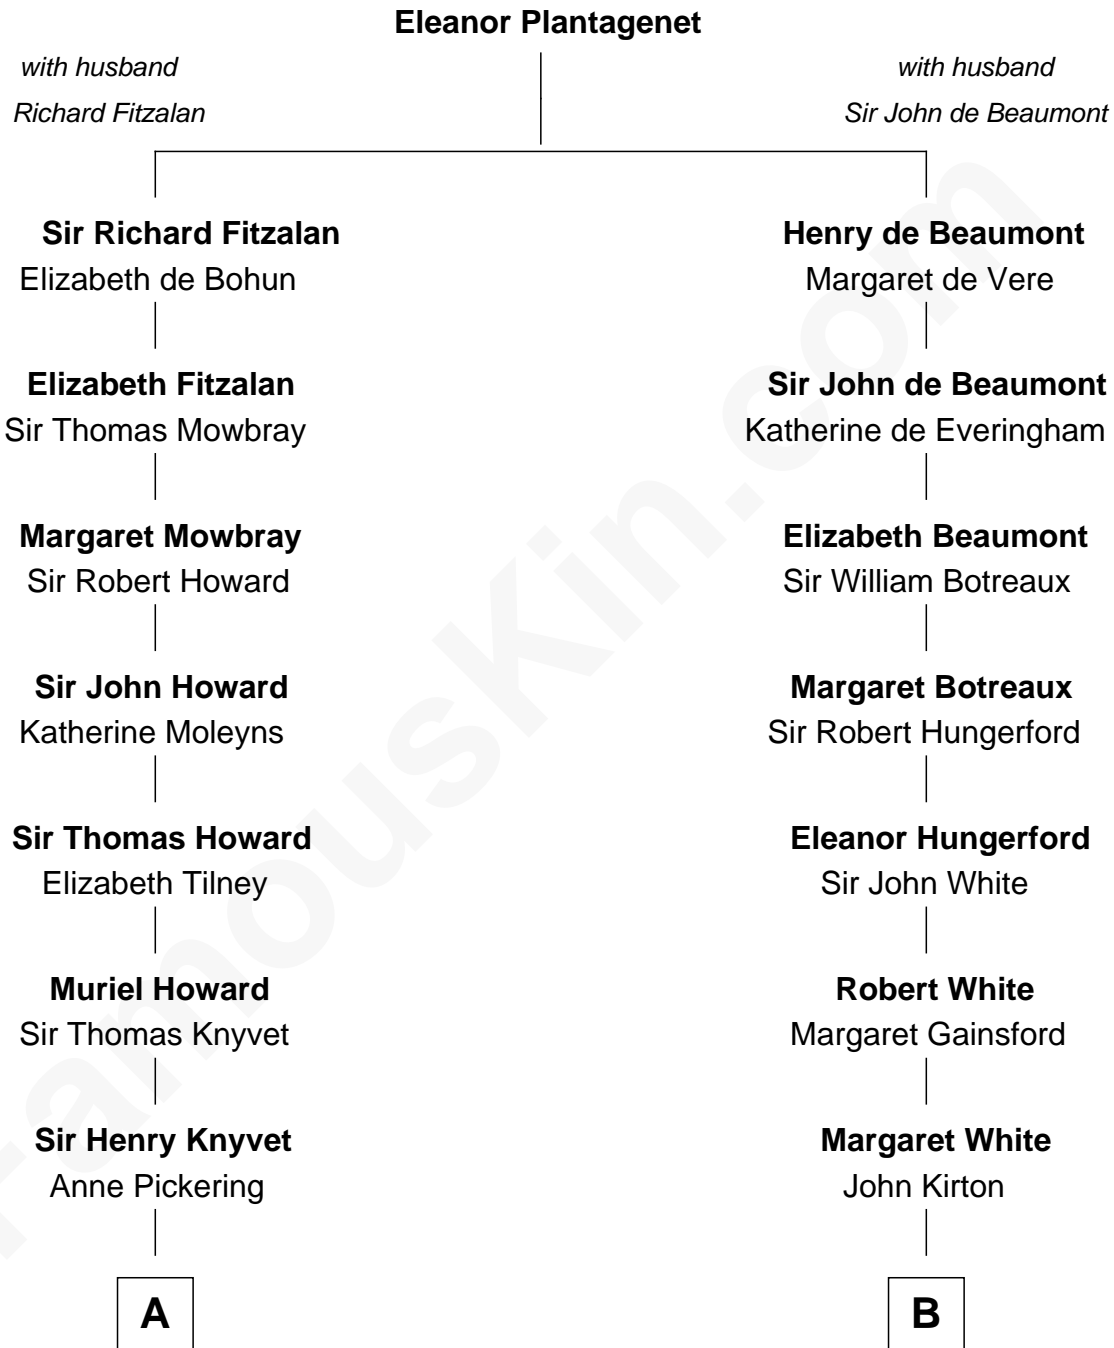 Eleanor Plantagenet
with husband
Richard Fitzalan
with husband
Sir John de Beaumont
Sir Richard Fitzalan
Elizabeth de Bohun
Elizabeth Fitzalan
Sir Thomas Mowbray
Margaret Mowbray
Sir Robert Howard
Sir John Howard
Katherine Moleyns
Sir Thomas Howard
Elizabeth Tilney
Muriel Howard
Sir Thomas Knyvet
Sir Henry Knyvet
Anne Pickering
A
Henry de Beaumont
Margaret de Vere
Sir John de Beaumont
Katherine de Everingham
Elizabeth Beaumont
Sir William Botreaux
Margaret Botreaux
Sir Robert Hungerford
Eleanor Hungerford
Sir John White
Robert White
Margaret Gainsford
Margaret White
John Kirton
B
FamousKin.com